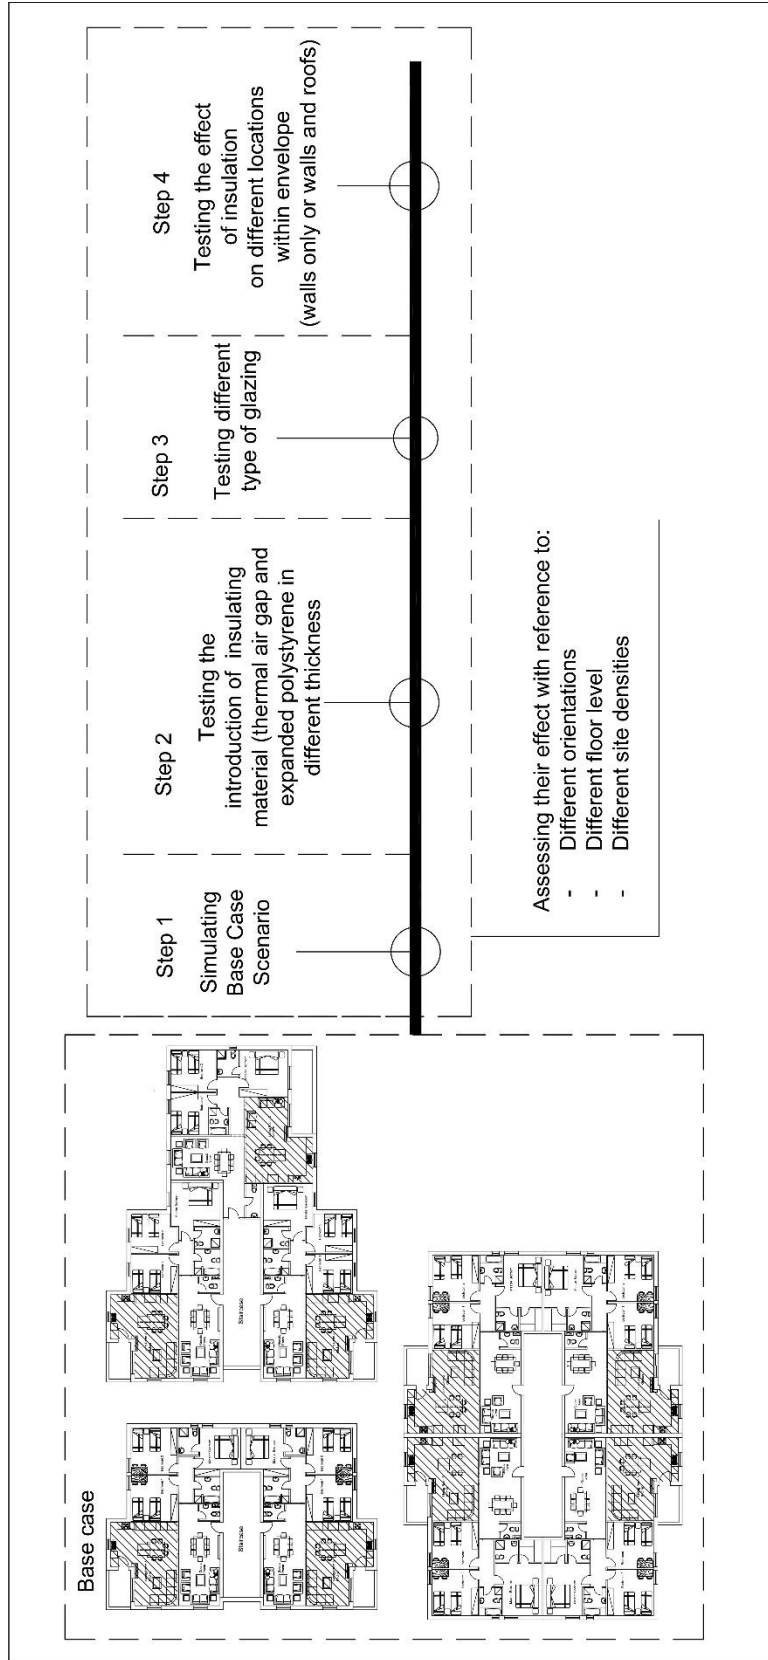 Base case
Staircase
Staircase
Step 1
Simulating
Base Case
Scenario
Step 2
Testing the
introduction of insulating
material (thermal air gap and
expanded polystyrene in
different thickness
Step 3
Testing different
type of glazing
Step 4
Testing the effect
of insulation
on different locations
within envelope
(walls only or walls and roofs)
Assessing their effect with reference to:
- Different orientations
- Different floor level
- Different site densities